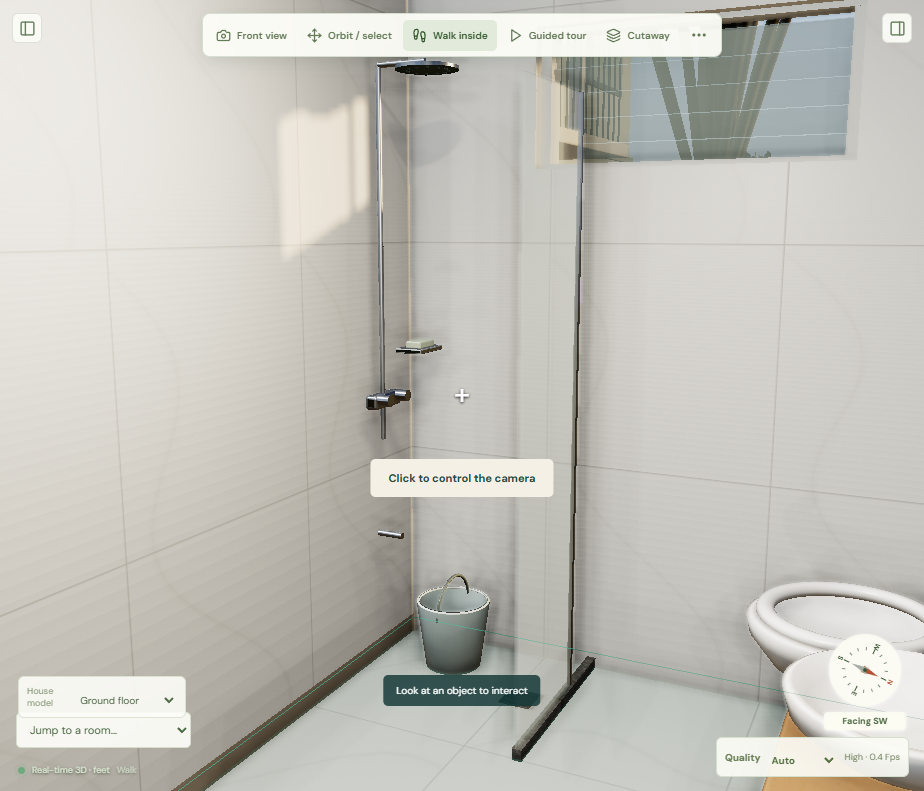 Front view
Orbit / select
Walk inside
Guided tour
Cutaway
Click to control the camera
Look at an object to interact
House model
Ground floor
Jump to a room...
Real-time 3D · feet Walk
N
S
E
Facing SW
Quality
Auto
High · 0.4 Fps